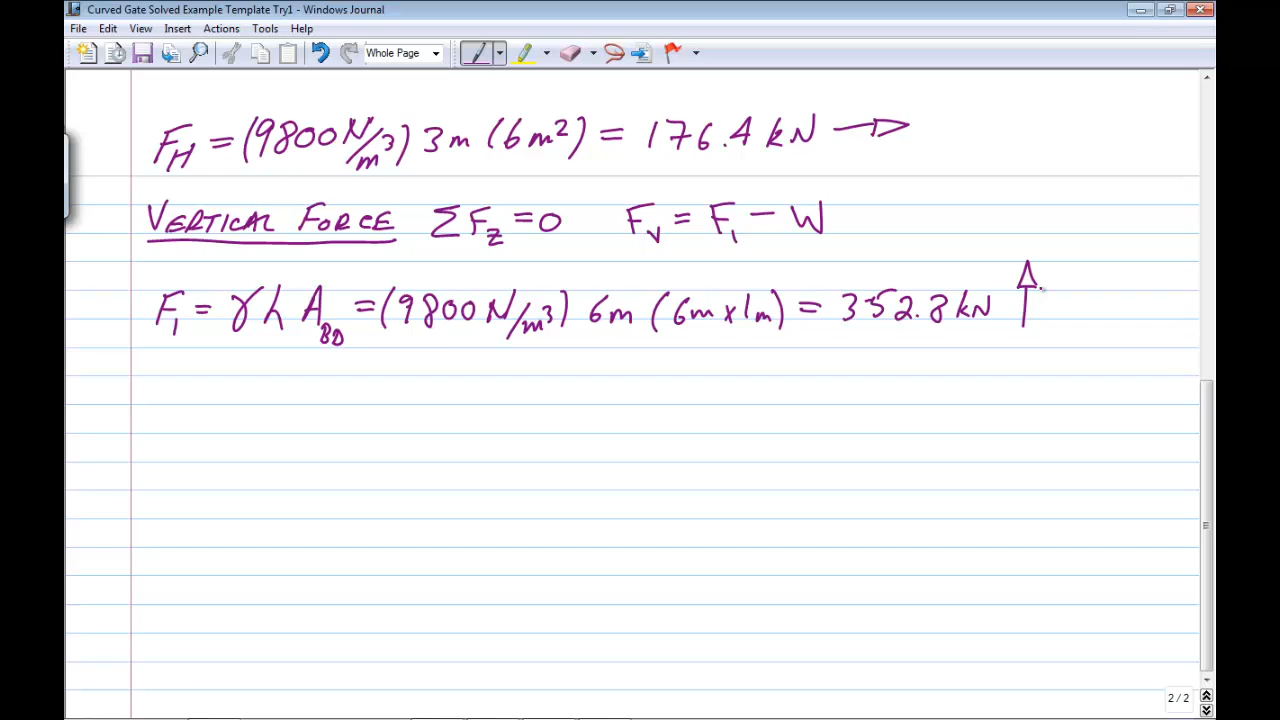 Curved Gate Solved Example Template Try1 - Windows Journal
File Edit View Insert Actions Tools Help
Whole Page
F_H = (9800 N/m³) 3m (6m²) = 176.4 kN →
VERTICAL FORCE ΣF_z = 0 F_V = F_1 − W
F_1 = γ h A_BD = (9800 N/m³) 6m (6m x 1m) = 352.8 kN ↑
2 / 2